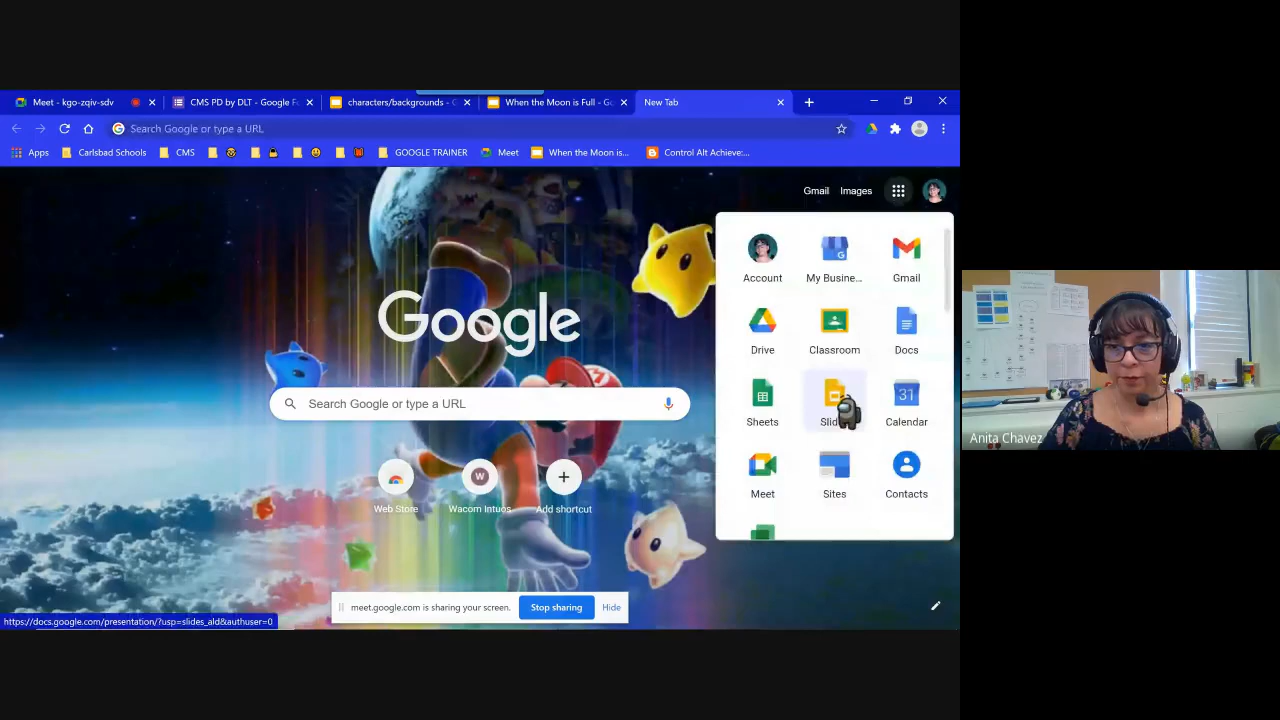 Meet - kgo-zqiv-sdv
CMS PD by DLT - Google Fo
characters/backgrounds - G
When the Moon is Full - Go
New Tab
Search Google or type a URL
Apps
Carlsbad Schools
CMS
GOOGLE TRAINER
Meet
When the Moon is...
Control Alt Achieve:...
Gmail
Images
Account
My Busine...
Gmail
Drive
Classroom
Docs
Sheets
Slid
31
Calendar
Meet
Sites
Contacts
Google
Search Google or type a URL
W
Web Store
Wacom Intuos
Add shortcut
meet.google.com is sharing your screen.
Stop sharing
Hide
https://docs.google.com/presentation/?usp=slides_ald&authuser=0
Anita Chavez